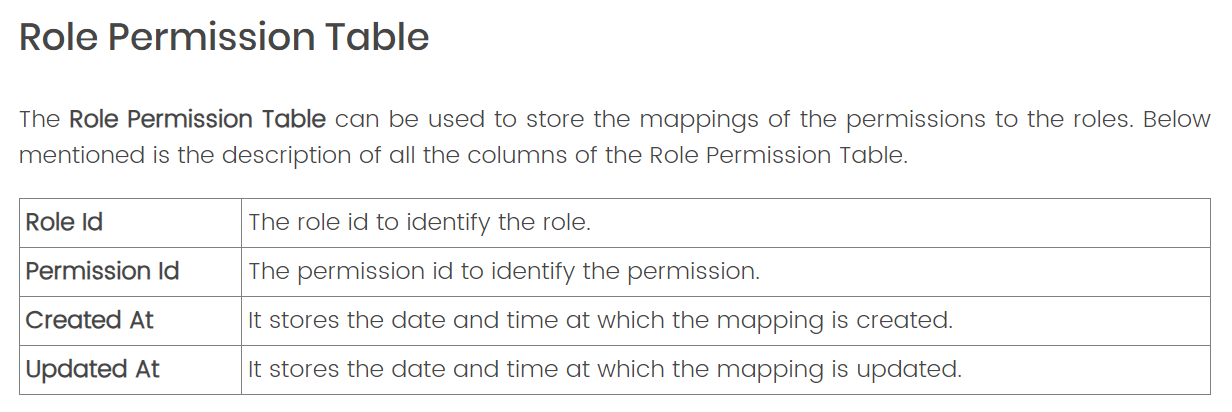 Role Permission Table
The Role Permission Table can be used to store the mappings of the permissions to the roles. Below
mentioned is the description of all the columns of the Role Permission Table.
Role Id The role id to identify the role.
Permission Id The permission id to identify the permission.
Created At It stores the date and time at which the mapping is created.
Updated At It stores the date and time at which the mapping is updated.